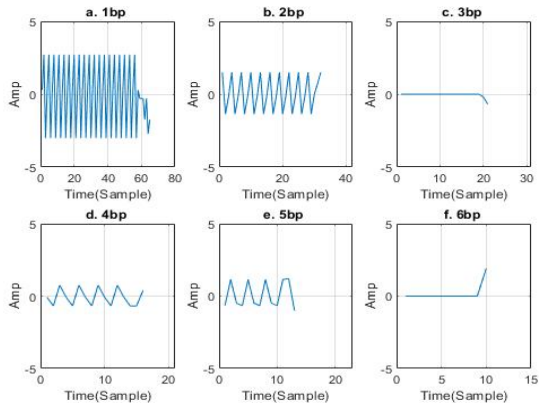 a. 1bp
b. 2bp
c. 3bp
5
0
-5
Amp
0 20 40 60 80
Time(Sample)
5
0
-5
Amp
0 20 40
Time(Sample)
5
0
-5
Amp
0 10 20 30
Time(Sample)
d. 4bp
e. 5bp
f. 6bp
5
0
-5
Amp
0 10 20
Time(Sample)
5
0
-5
Amp
0 10 20
Time(Sample)
5
0
-5
Amp
0 5 10 15
Time(Sample)